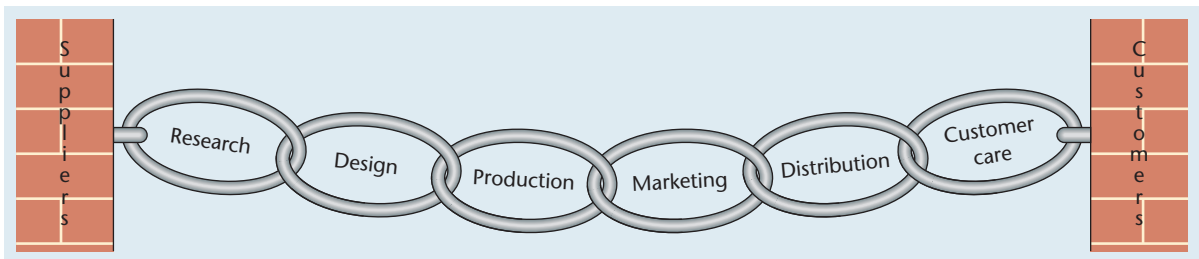 Suppliers
Research
Design
Production
Marketing
Distribution
Customer
care
Customers